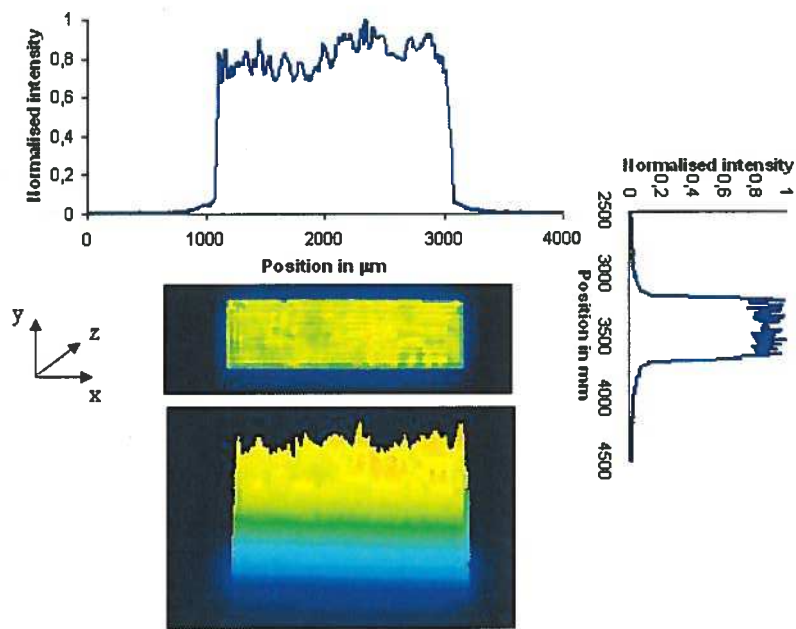 Normalised intensity
1
0,8
0,6
0,4
0,2
0
0 1000 2000 3000 4000
Position in µm
Normalised intensity
0 0,2 0,4 0,6 0,8 1
2500
3000
3500
4000
4500
Position in mm
y
z
x